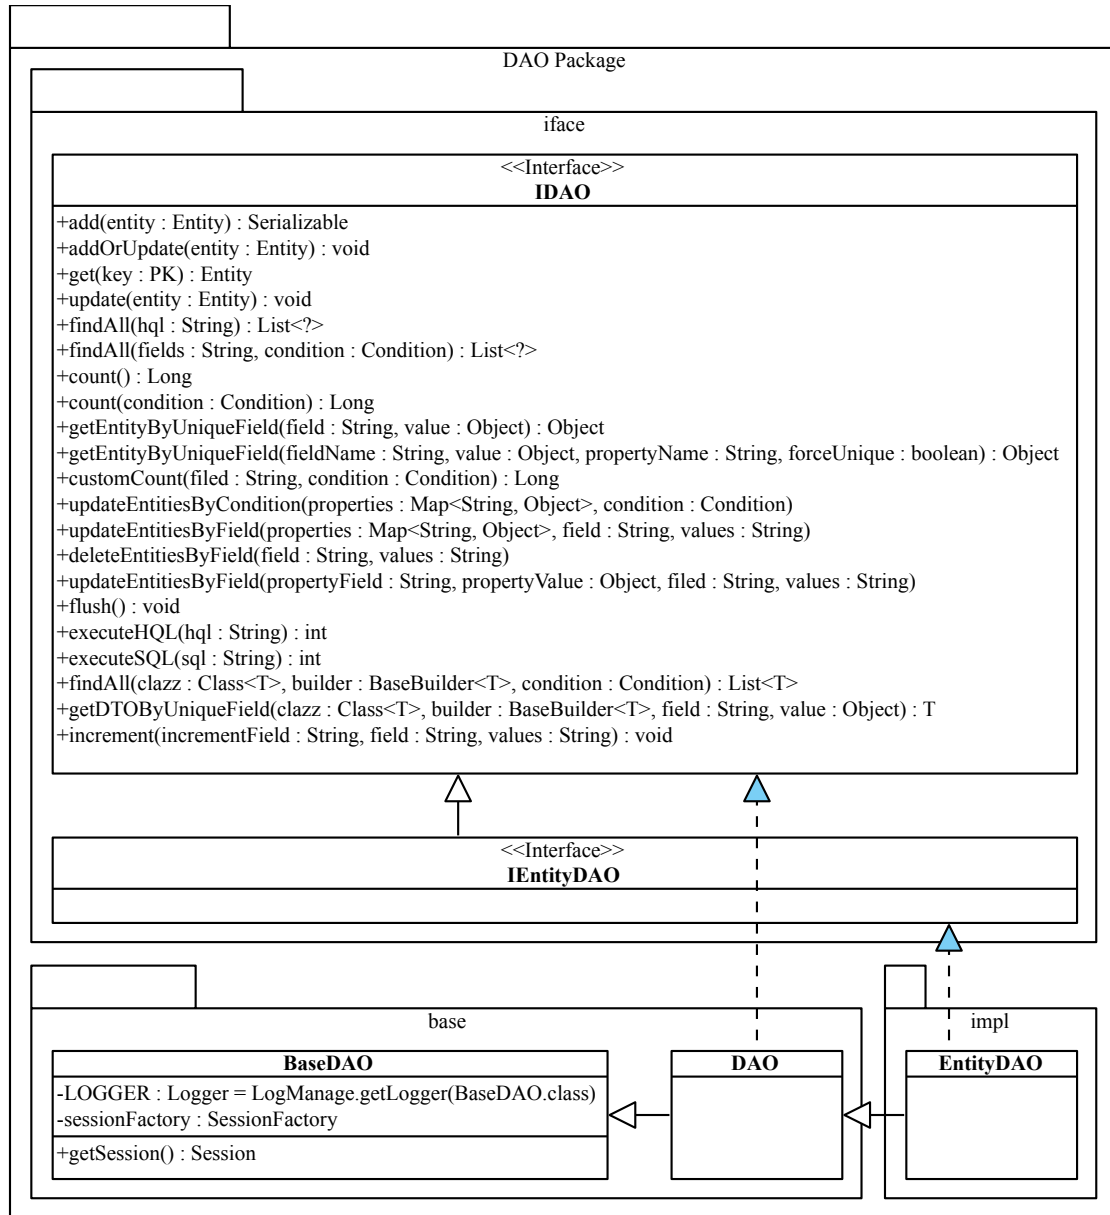 DAO Package
iface
<<Interface>>
IDAO
+add(entity : Entity) : Serializable
+addOrUpdate(entity : Entity) : void
+get(key : PK) : Entity
+update(entity : Entity) : void
+findAll(hql : String) : List<?>
+findAll(fields : String, condition : Condition) : List<?>
+count() : Long
+count(condition : Condition) : Long
+getEntityByUniqueField(field : String, value : Object) : Object
+getEntityByUniqueField(fieldName : String, value : Object, propertyName : String, forceUnique : boolean) : Object
+customCount(filed : String, condition : Condition) : Long
+updateEntitiesByCondition(properties : Map<String, Object>, condition : Condition)
+updateEntitiesByField(properties : Map<String, Object>, field : String, values : String)
+deleteEntitiesByField(field : String, values : String)
+updateEntitiesByField(propertyField : String, propertyValue : Object, filed : String, values : String)
+flush() : void
+executeHQL(hql : String) : int
+executeSQL(sql : String) : int
+findAll(clazz : Class<T>, builder : BaseBuilder<T>, condition : Condition) : List<T>
+getDTOByUniqueField(clazz : Class<T>, builder : BaseBuilder<T>, field : String, value : Object) : T
+increment(incrementField : String, field : String, values : String) : void
<<Interface>>
IEntityDAO
base
BaseDAO
-LOGGER : Logger = LogManage.getLogger(BaseDAO.class)
-sessionFactory : SessionFactory
+getSession() : Session
DAO
impl
EntityDAO